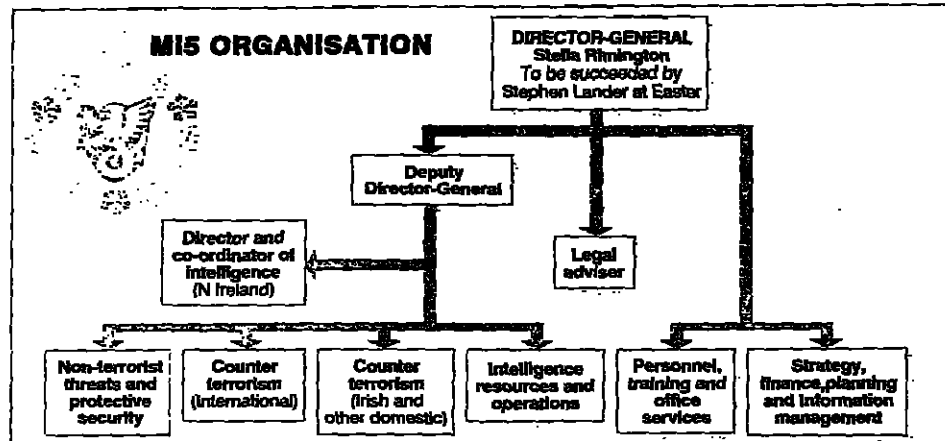 MI5 ORGANISATION
DIRECTOR-GENERAL
Stella Rimington
To be succeeded by
Stephen Lander at Easter
Deputy
Director-General
Director and
co-ordinator of
intelligence
(N Ireland)
Legal
adviser
Non-terrorist
threats and
protective
security
Counter
terrorism
(International)
Counter
terrorism
(Irish and
other domestic)
Intelligence
resources and
operations
Personnel,
training and
office
services
Strategy,
finance,planning
and information
management